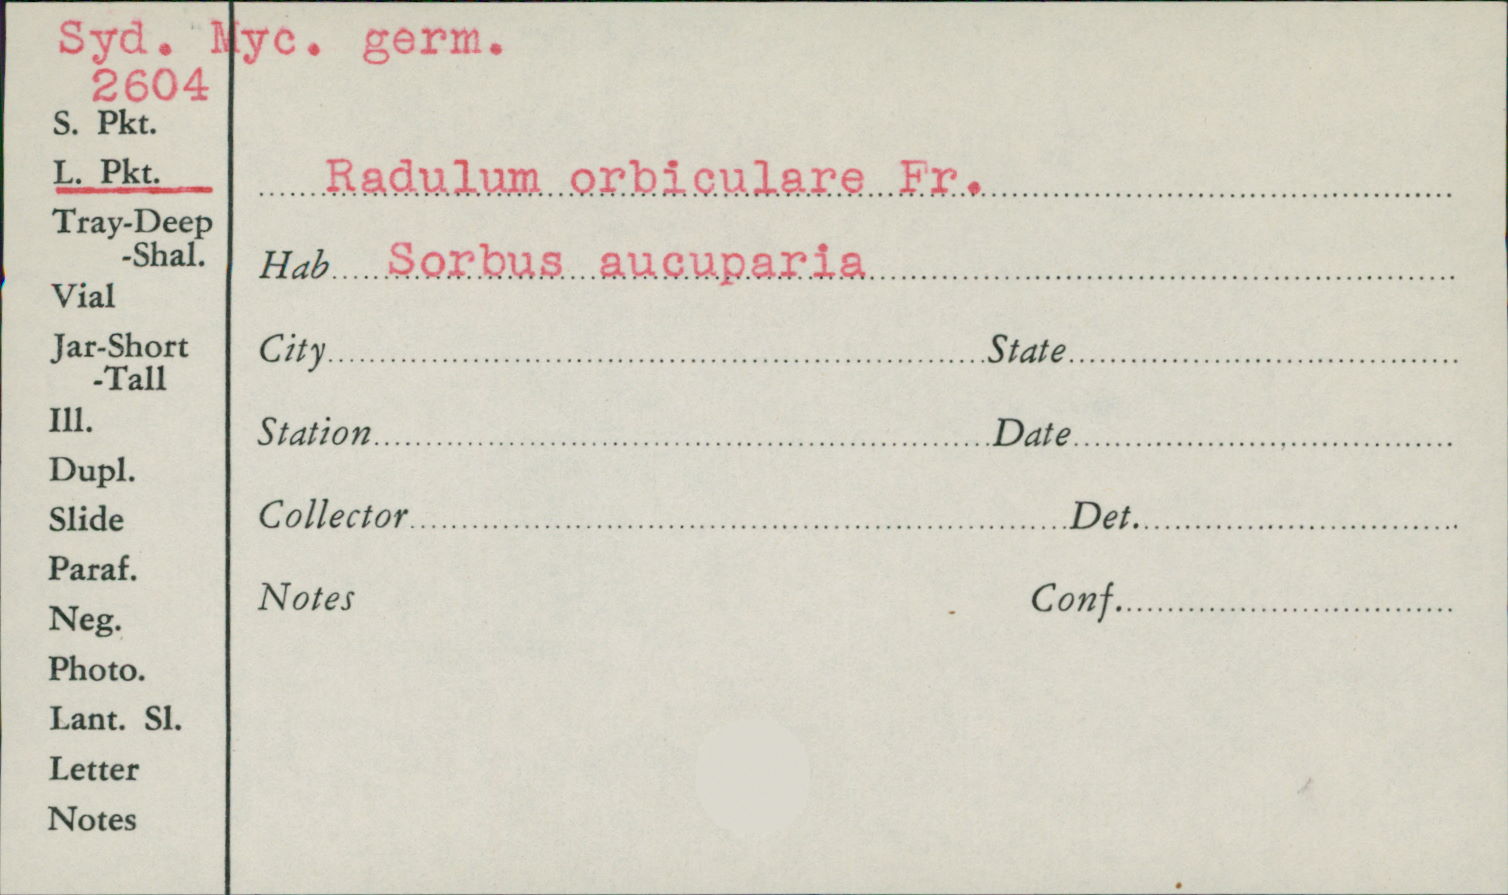 Syd. Myc. germ.
2604
S. Pkt.
L. Pkt.
Tray-Deep
-Shal.
Vial
Jar-Short
-Tall
Ill.
Dupl.
Slide
Paraf.
Neg.
Photo.
Lant. Sl.
Letter
Notes
Radulum orbiculare Fr.
Hab Sorbus aucuparia
City State
Station Date
Collector Det.
Notes Conf.